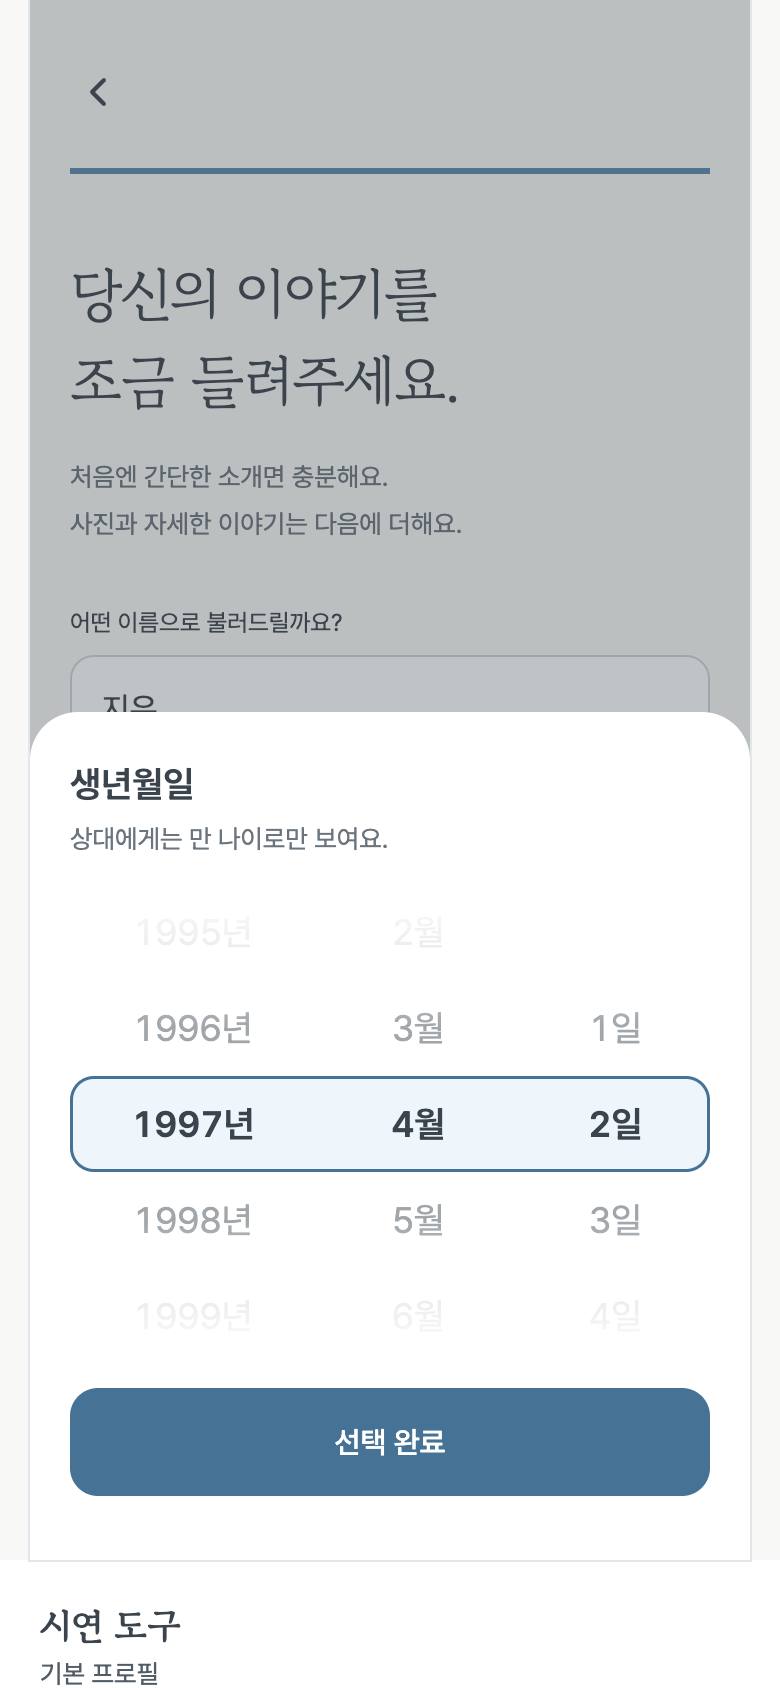 당신의 이야기를
조금 들려주세요.
처음엔 간단한 소개면 충분해요.
사진과 자세한 이야기는 다음에 더해요.
어떤 이름으로 불러드릴까요?
생년월일
상대에게는 만 나이로만 보여요.
1995년 2월
1996년 3월 1일
1997년 4월 2일
1998년 5월 3일
1999년 6월 4일
선택 완료
시연 도구
기본 프로필